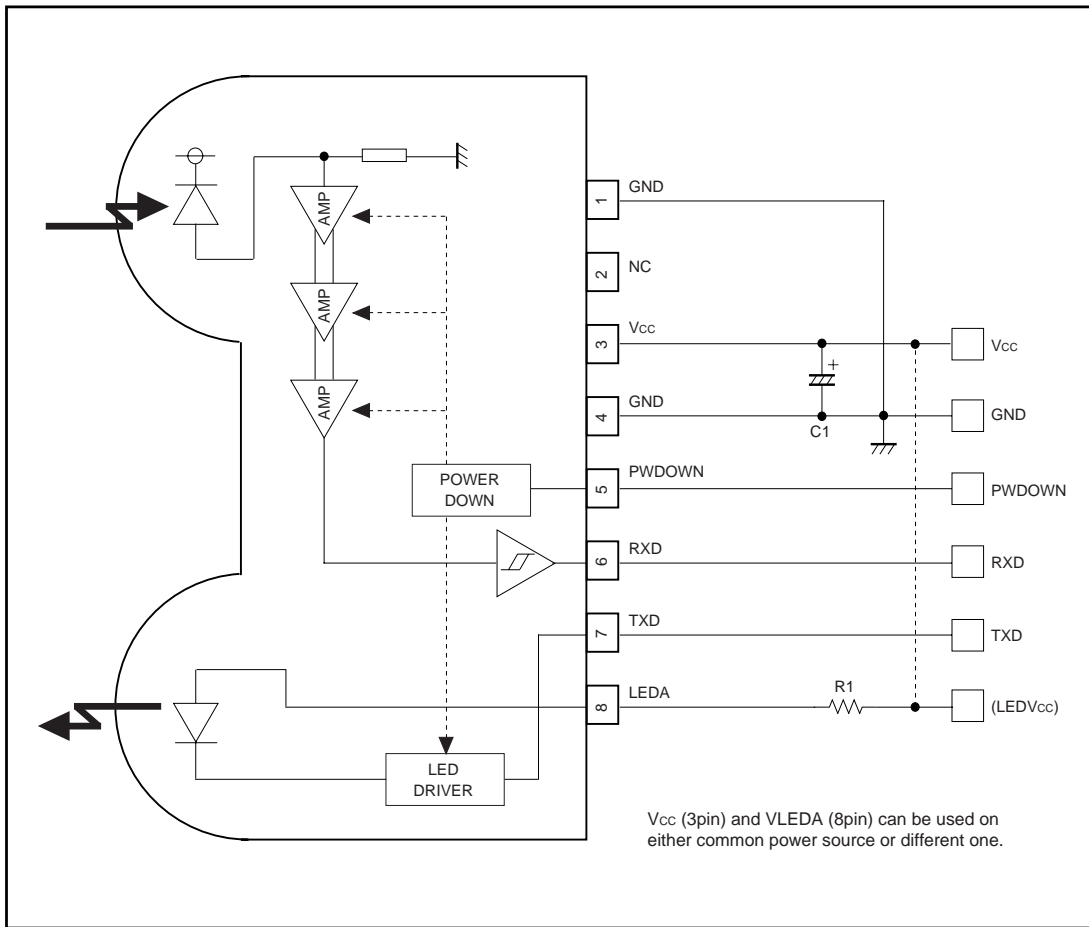 AMP
AMP
AMP
POWER
DOWN
LED
DRIVER
1
GND
2
NC
3
Vcc
4
GND
5
PWDOWN
6
RXD
7
TXD
8
LEDA
+
C1
R1
Vcc
GND
PWDOWN
RXD
TXD
(LEDVcc)
Vcc (3pin) and VLEDA (8pin) can be used on
either common power source or different one.